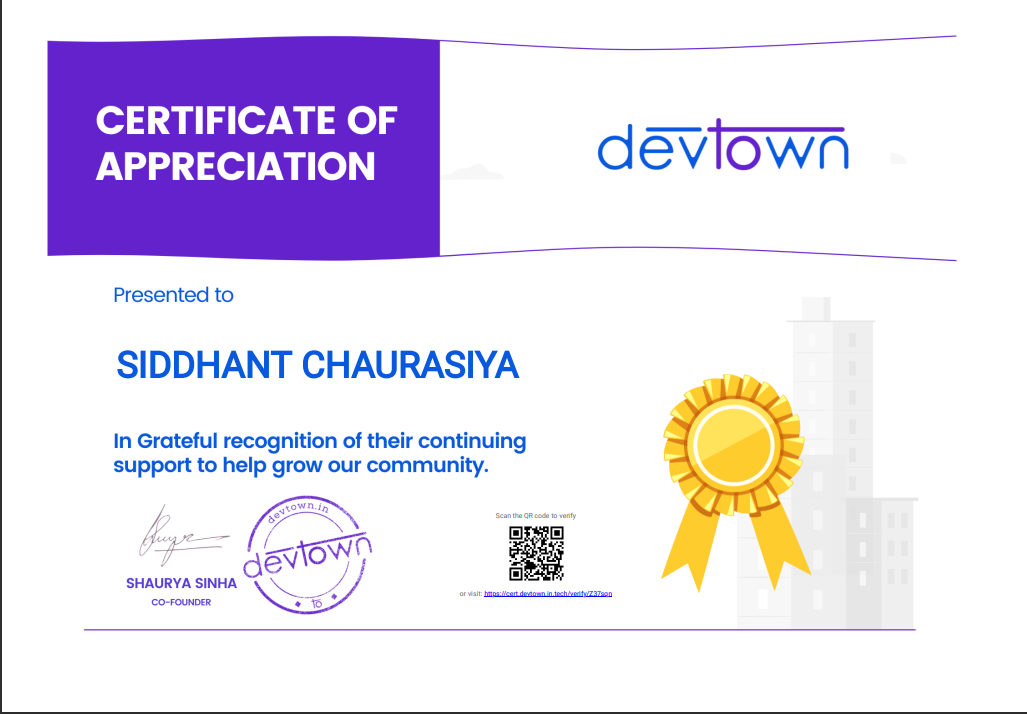 CERTIFICATE OF
APPRECIATION
devtown
Presented to
SIDDHANT CHAURASIYA
In Grateful recognition of their continuing
support to help grow our community.
devtown.in
devtown
SHAURYA SINHA
CO-FOUNDER
Scan the QR code to verify
or visit: https://cert.devtown.in.tech/verify/Z37sqn